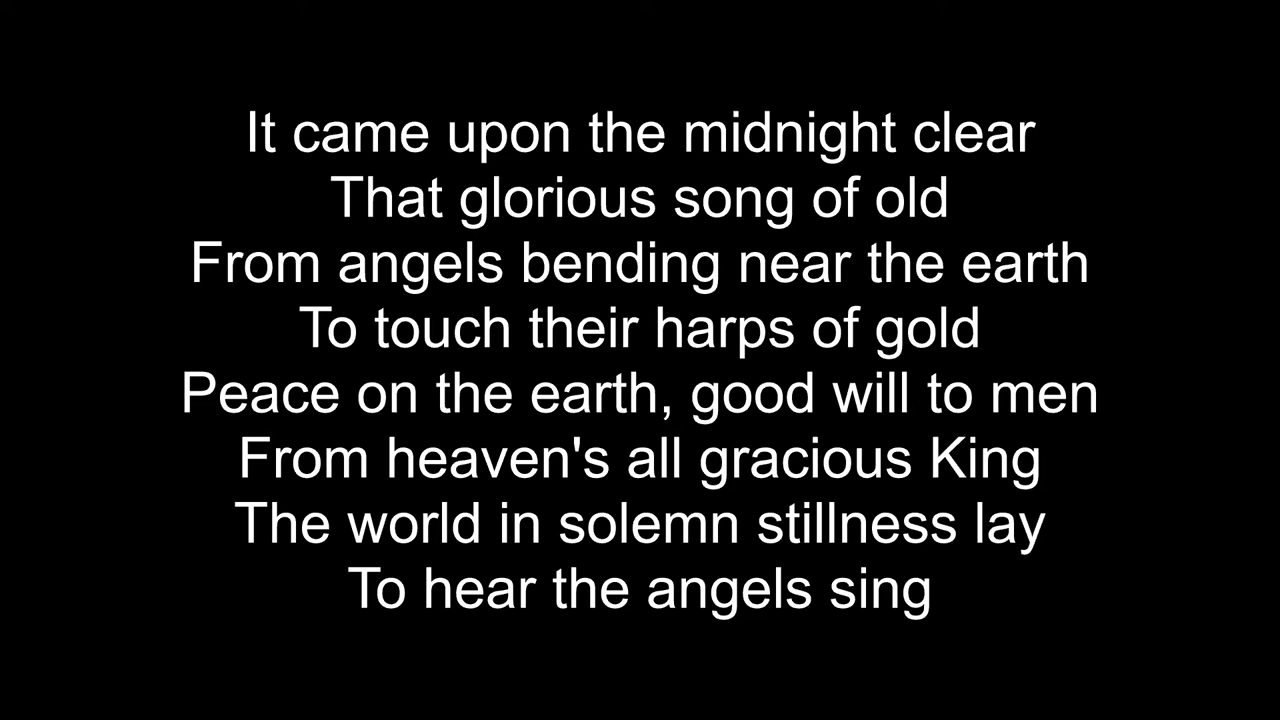 It came upon the midnight clear
That glorious song of old
From angels bending near the earth
To touch their harps of gold
Peace on the earth, good will to men
From heaven's all gracious King
The world in solemn stillness lay
To hear the angels sing